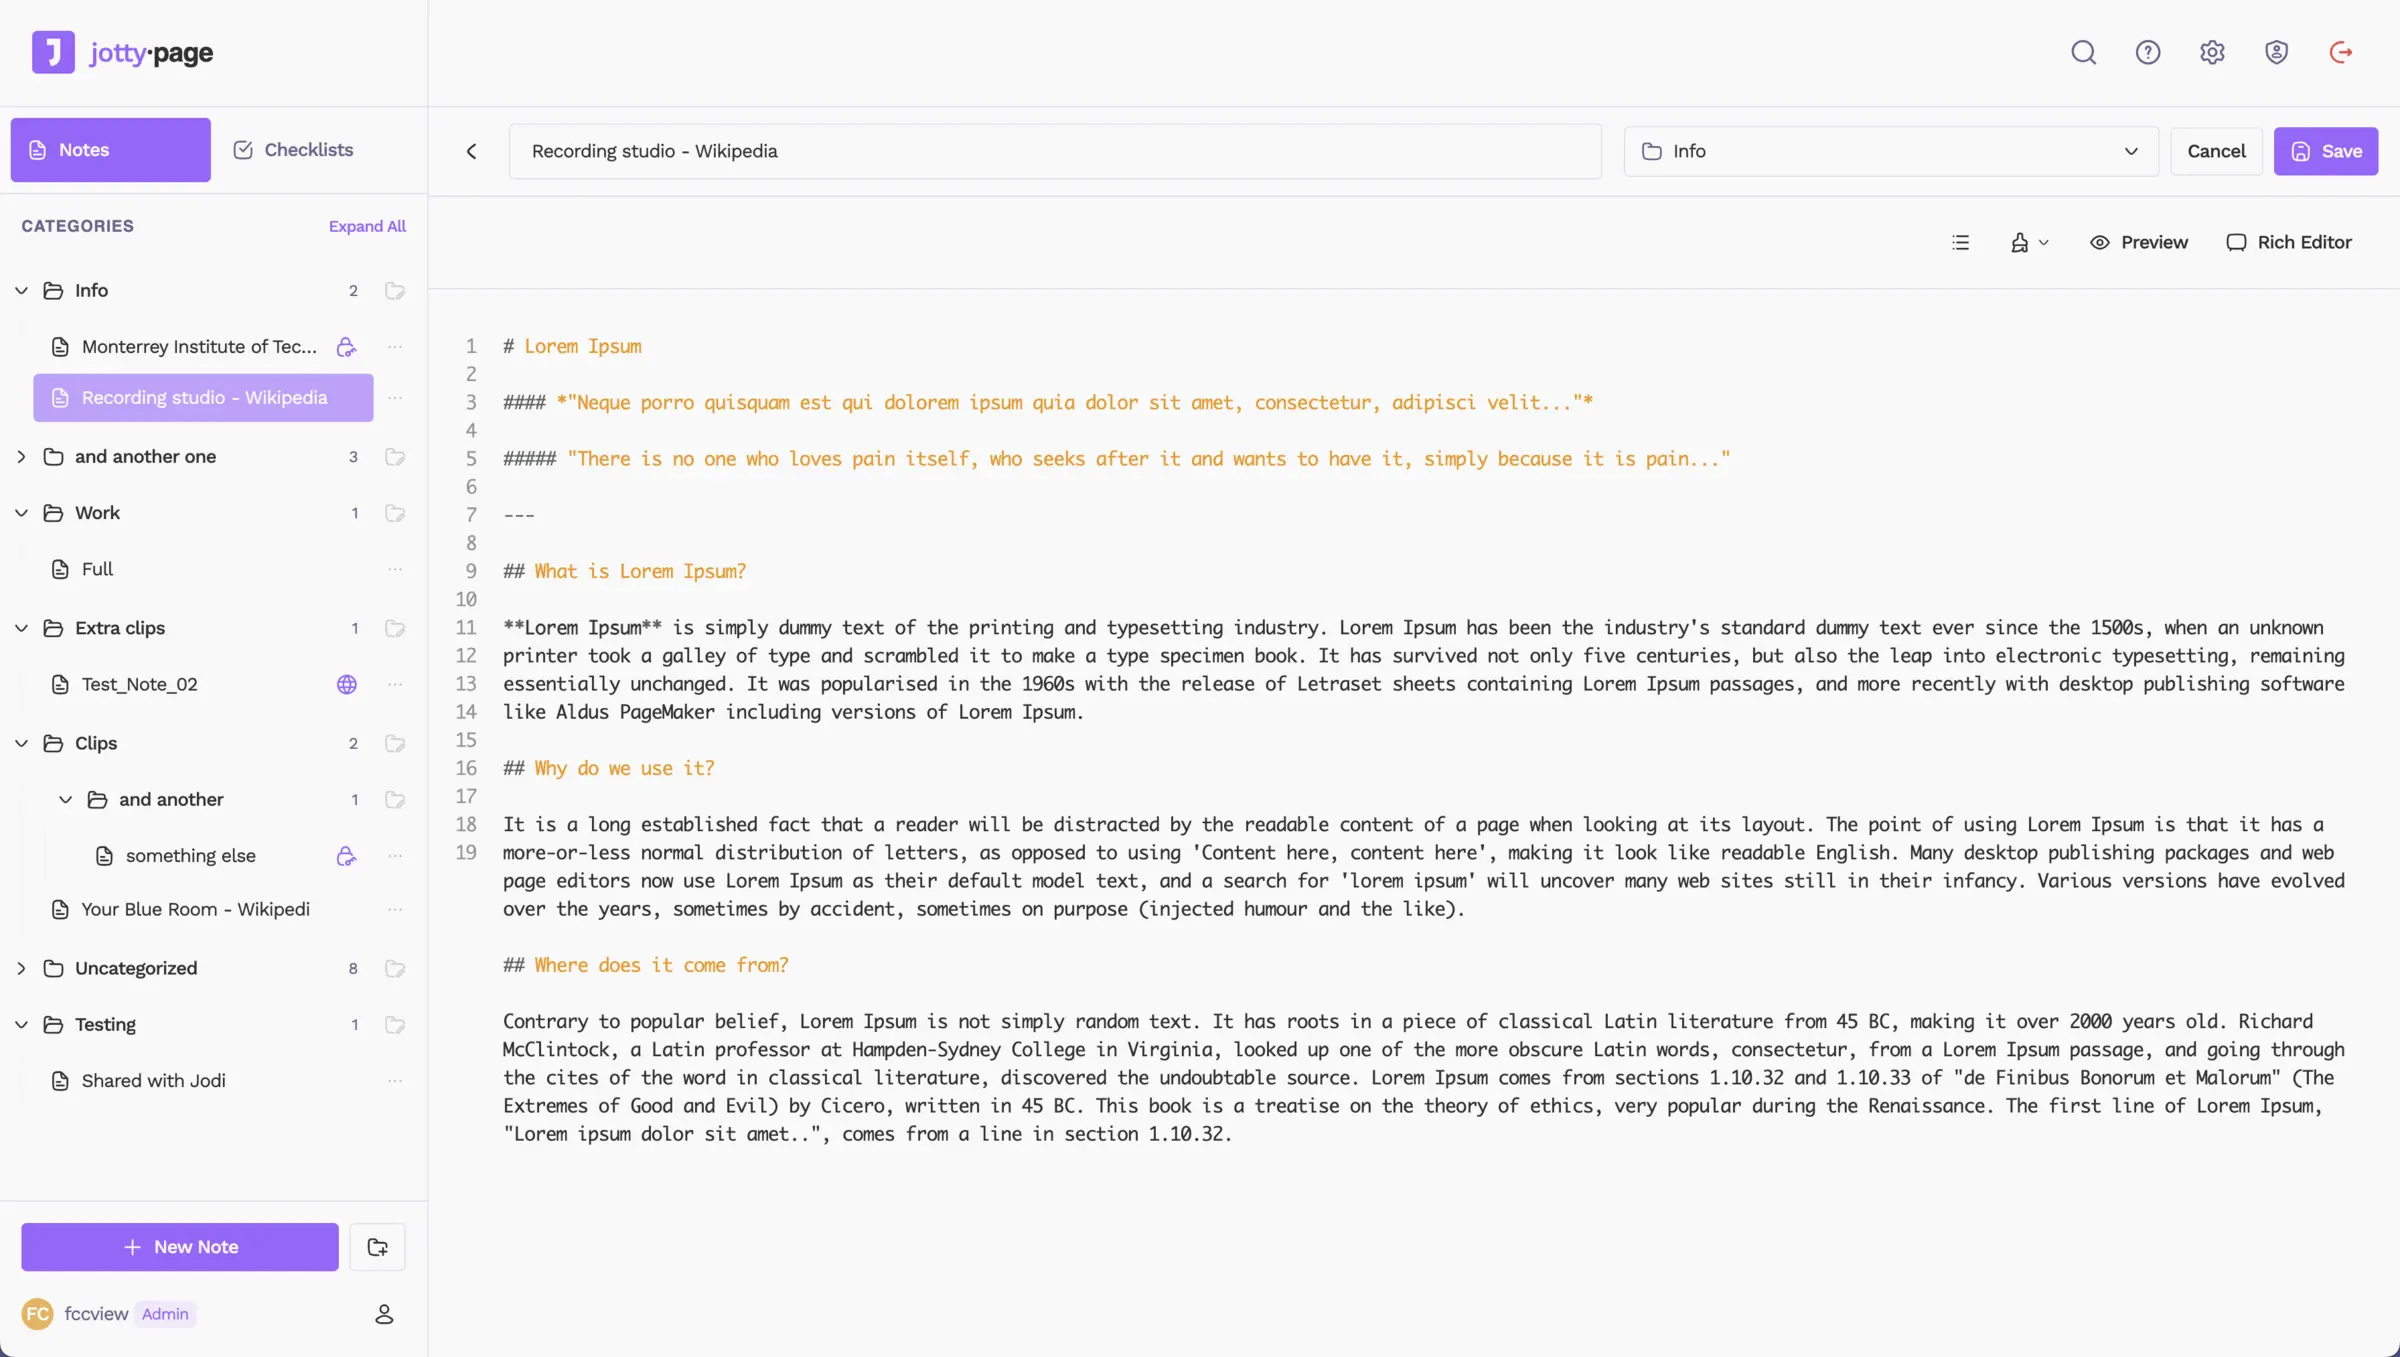 jotty·page
Notes
Checklists
Recording studio - Wikipedia
Info
Cancel
Save
CATEGORIES
Expand All
Preview
Rich Editor
Info
2
Monterrey Institute of Tec...
Recording studio - Wikipedia
and another one
3
Work
1
Full
Extra clips
1
Test_Note_02
Clips
2
and another
1
something else
Your Blue Room - Wikipedi
Uncategorized
8
Testing
1
Shared with Jodi
New Note
FC
fccview
Admin
1 # Lorem Ipsum
2
3 #### *"Neque porro quisquam est qui dolorem ipsum quia dolor sit amet, consectetur, adipisci velit..."*
4
5 ##### "There is no one who loves pain itself, who seeks after it and wants to have it, simply because it is pain..."
6
7 ---
8
9 ## What is Lorem Ipsum?
10
11 **Lorem Ipsum** is simply dummy text of the printing and typesetting industry. Lorem Ipsum has been the industry's standard dummy text ever since the 1500s, when an unknown
12 printer took a galley of type and scrambled it to make a type specimen book. It has survived not only five centuries, but also the leap into electronic typesetting, remaining
13 essentially unchanged. It was popularised in the 1960s with the release of Letraset sheets containing Lorem Ipsum passages, and more recently with desktop publishing software
14 like Aldus PageMaker including versions of Lorem Ipsum.
15
16 ## Why do we use it?
17
18 It is a long established fact that a reader will be distracted by the readable content of a page when looking at its layout. The point of using Lorem Ipsum is that it has a
19 more-or-less normal distribution of letters, as opposed to using 'Content here, content here', making it look like readable English. Many desktop publishing packages and web
page editors now use Lorem Ipsum as their default model text, and a search for 'lorem ipsum' will uncover many web sites still in their infancy. Various versions have evolved
over the years, sometimes by accident, sometimes on purpose (injected humour and the like).
## Where does it come from?
Contrary to popular belief, Lorem Ipsum is not simply random text. It has roots in a piece of classical Latin literature from 45 BC, making it over 2000 years old. Richard
McClintock, a Latin professor at Hampden-Sydney College in Virginia, looked up one of the more obscure Latin words, consectetur, from a Lorem Ipsum passage, and going through
the cites of the word in classical literature, discovered the undoubtable source. Lorem Ipsum comes from sections 1.10.32 and 1.10.33 of "de Finibus Bonorum et Malorum" (The
Extremes of Good and Evil) by Cicero, written in 45 BC. This book is a treatise on the theory of ethics, very popular during the Renaissance. The first line of Lorem Ipsum,
"Lorem ipsum dolor sit amet..", comes from a line in section 1.10.32.